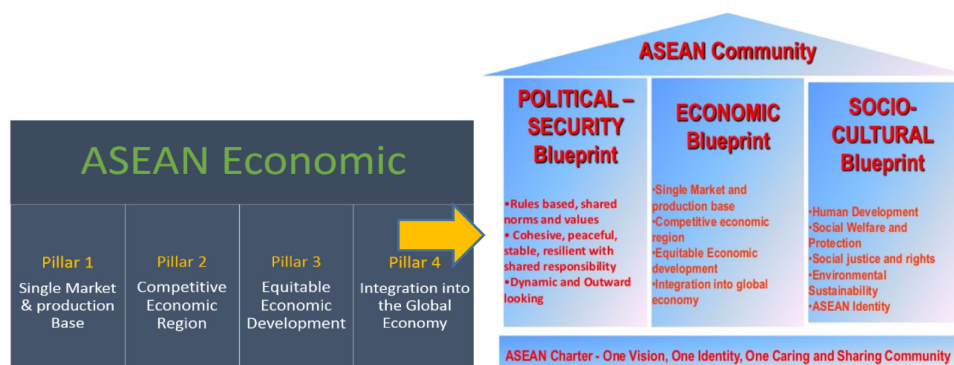 ASEAN Economic
Pillar 1
Single Market
& production
Base
Pillar 2
Competitive
Economic
Region
Pillar 3
Equitable
Economic
Development
Pillar 4
Integration into
the Global
Economy
ASEAN Community
POLITICAL –
SECURITY
Blueprint
•Rules based, shared
norms and values
• Cohesive, peaceful,
stable, resilient with
shared responsibility
•Dynamic and Outward
looking
ECONOMIC
Blueprint
•Single Market and
production base
•Competitive economic
region
•Equitable Economic
development
•Integration into global
economy
SOCIO-
CULTURAL
Blueprint
•Human Development
•Social Welfare and
Protection
•Social justice and rights
•Environmental
Sustainability
•ASEAN Identity
ASEAN Charter - One Vision, One Identity, One Caring and Sharing Community